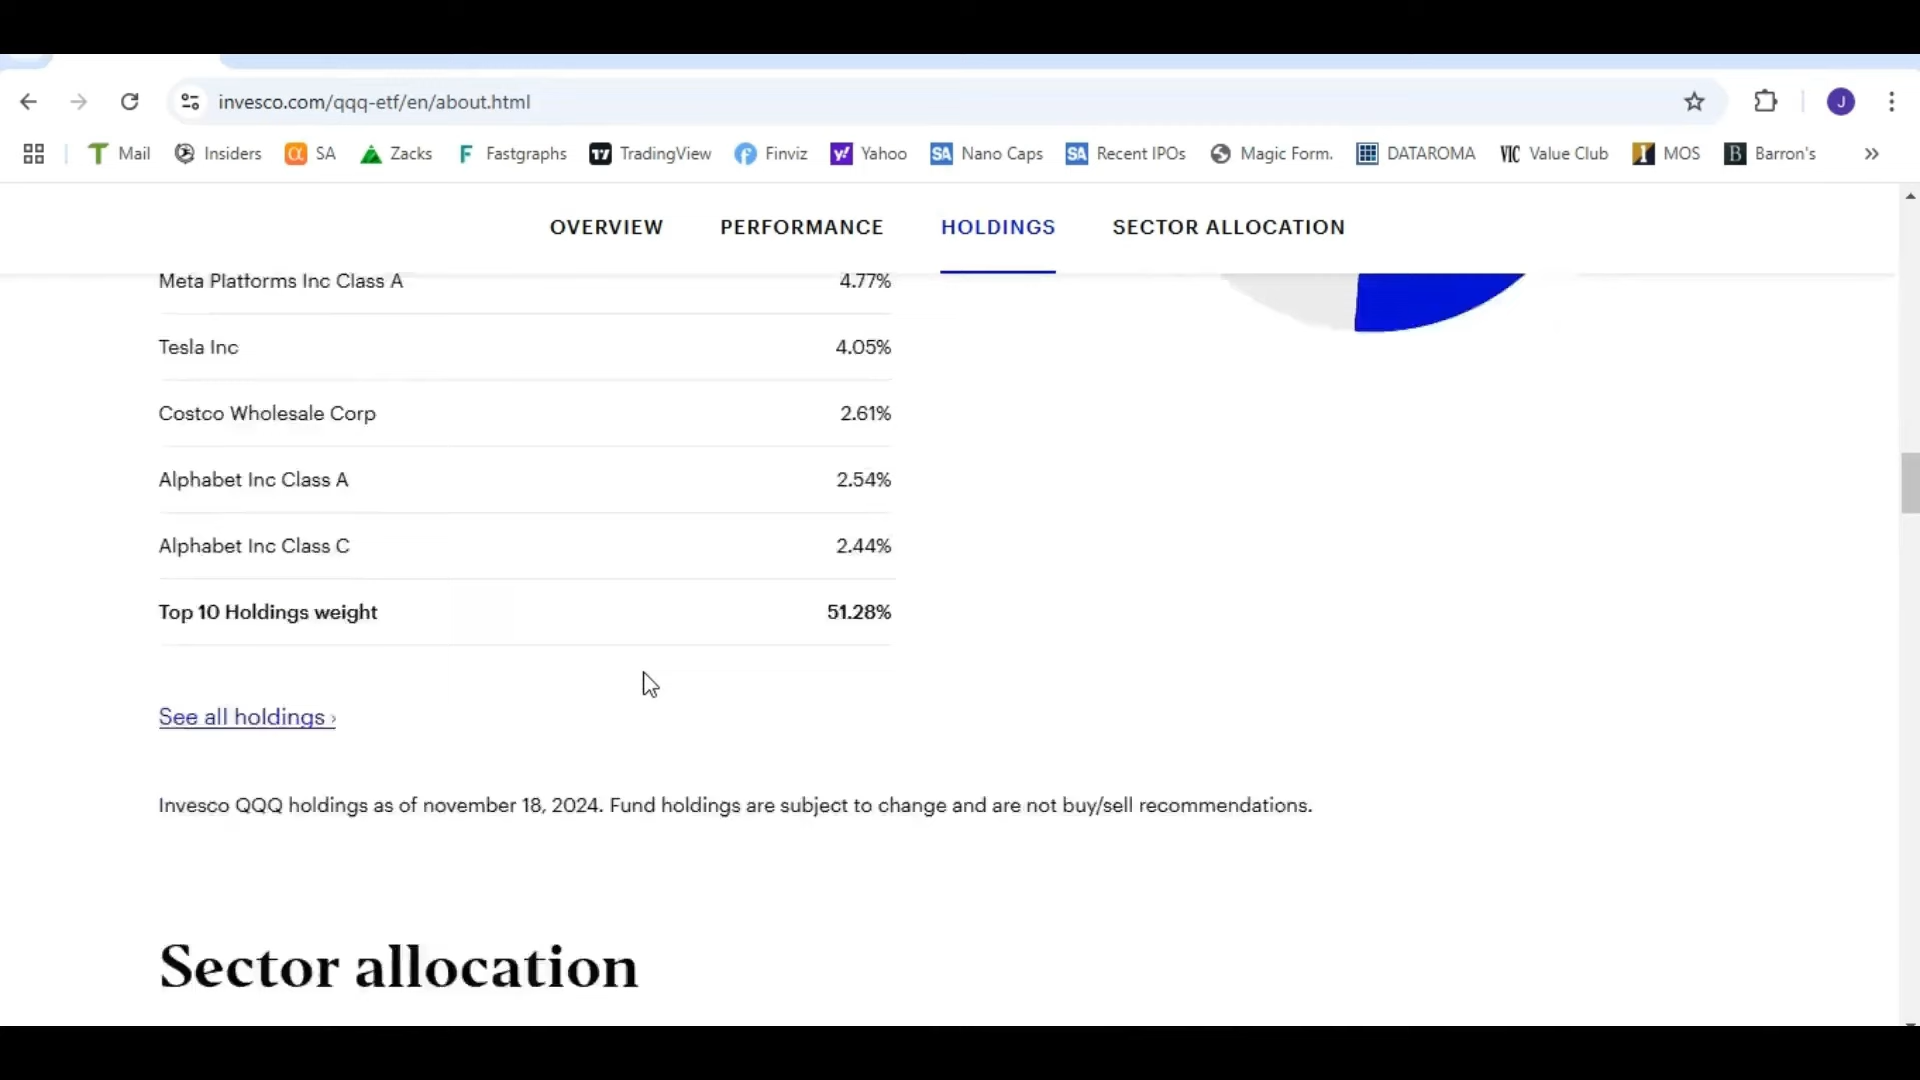 invesco.com/qqq-etf/en/about.html
J
Mail Insiders SA Zacks Fastgraphs TradingView Finviz Yahoo SA Nano Caps SA Recent IPOs Magic Form. DATAROMA VIC Value Club MOS B Barron's »
OVERVIEW PERFORMANCE HOLDINGS SECTOR ALLOCATION
Meta Platforms Inc Class A 4.77%
Tesla Inc 4.05%
Costco Wholesale Corp 2.61%
Alphabet Inc Class A 2.54%
Alphabet Inc Class C 2.44%
Top 10 Holdings weight 51.28%
See all holdings ›
Invesco QQQ holdings as of november 18, 2024. Fund holdings are subject to change and are not buy/sell recommendations.
Sector allocation